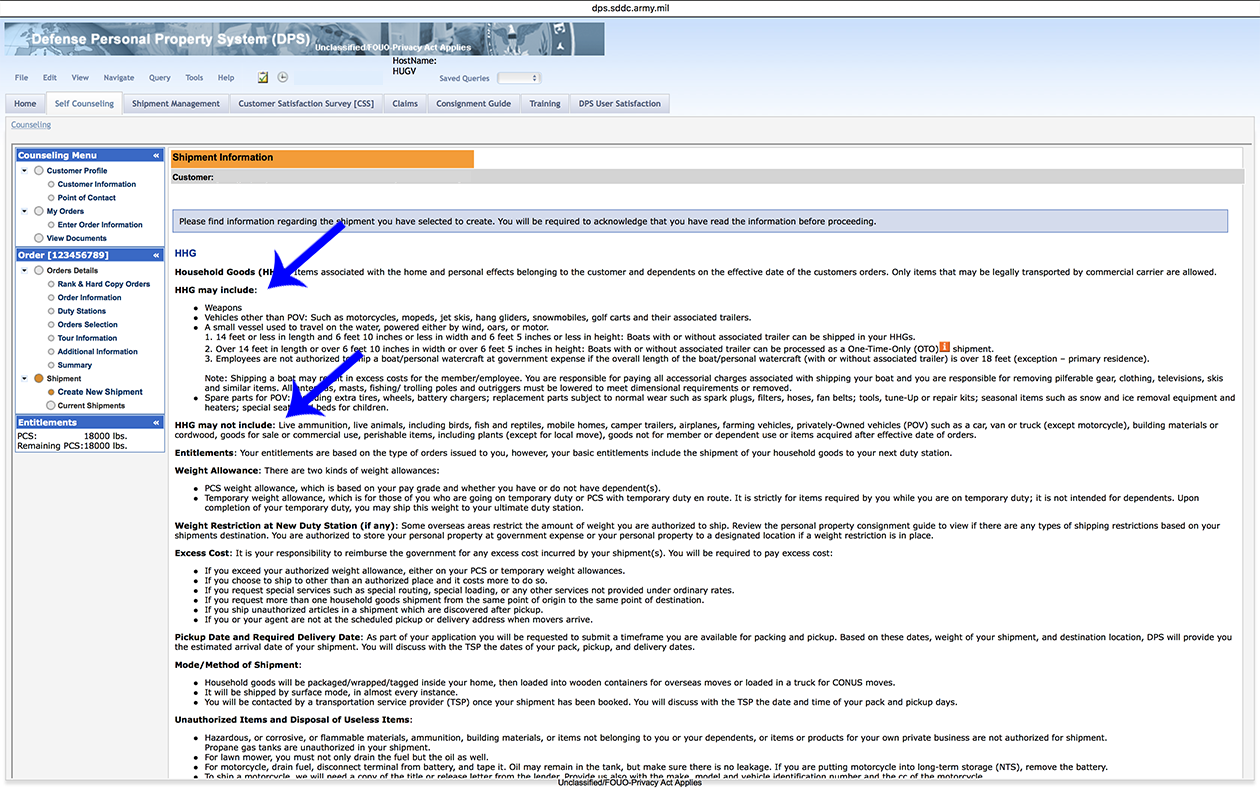 dps.sddc.army.mil
Defense Personal Property System (DPS)
Unclassified/FOUO-Privacy Act Applies
HostName:
HUGV
File Edit View Navigate Query Tools Help
Saved Queries
Home Self Counseling Shipment Management Customer Satisfaction Survey [CSS] Claims Consignment Guide Training DPS User Satisfaction
Counseling
Counseling Menu «
Customer Profile
Customer Information
Point of Contact
My Orders
Enter Order Information
View Documents
Order [123456789] «
Orders Details
Rank & Hard Copy Orders
Order Information
Duty Stations
Orders Selection
Tour Information
Additional Information
Summary
Shipment
Create New Shipment
Current Shipments
Entitlements «
PCS: 18000 lbs.
Remaining PCS:18000 lbs.
Shipment Information
Customer:
Please find information regarding the shipment you have selected to create. You will be required to acknowledge that you have read the information before proceeding.
HHG
Household Goods (HH items associated with the home and personal effects belonging to the customer and dependents on the effective date of the customers orders. Only items that may be legally transported by commercial carrier are allowed.
HHG may include:
• Weapons
• Vehicles other than POV: Such as motorcycles, mopeds, jet skis, hang gliders, snowmobiles, golf carts and their associated trailers.
• A small vessel used to travel on the water, powered either by wind, oars, or motor.
1. 14 feet or less in length and 6 feet 10 inches or less in width and 6 feet 5 inches or less in height: Boats with or without associated trailer can be shipped in your HHGs.
2. Over 14 feet in length or over 6 feet 10 inches in width or over 6 feet 5 inches in height: Boats with or without associated trailer can be processed as a One-Time-Only (OTO) i shipment.
3. Employees are not authorized to ship a boat/personal watercraft at government expense if the overall length of the boat/personal watercraft (with or without associated trailer) is over 18 feet (exception – primary residence).
Note: Shipping a boat may in excess costs for the member/employee. You are responsible for paying all accessorial charges associated with shipping your boat and you are responsible for removing pilferable gear, clothing, televisions, skis
and similar items. All masts, fishing/ trolling poles and outriggers must be lowered to meet dimensional requirements or removed.
• Spare parts for POV: extra tires, wheels, battery chargers; replacement parts subject to normal wear such as spark plugs, filters, hoses, fan belts; tools, tune-Up or repair kits; seasonal items such as snow and ice removal equipment and
heaters; special beds for children.
HHG may not include: Live ammunition, live animals, including birds, fish and reptiles, mobile homes, camper trailers, airplanes, farming vehicles, privately-Owned vehicles (POV) such as a car, van or truck (except motorcycle), building materials or
cordwood, goods for sale or commercial use, perishable items, including plants (except for local move), goods not for member or dependent use or items acquired after effective date of orders.
Entitlements: Your entitlements are based on the type of orders issued to you, however, your basic entitlements include the shipment of your household goods to your next duty station.
Weight Allowance: There are two kinds of weight allowances:
• PCS weight allowance, which is based on your pay grade and whether you have or do not have dependent(s).
• Temporary weight allowance, which is for those of you who are going on temporary duty or PCS with temporary duty en route. It is strictly for items required by you while you are on temporary duty; it is not intended for dependents. Upon
completion of your temporary duty, you may ship this weight to your ultimate duty station.
Weight Restriction at New Duty Station (if any): Some overseas areas restrict the amount of weight you are authorized to ship. Review the personal property consignment guide to view if there are any types of shipping restrictions based on your
shipments destination. You are authorized to store your personal property at government expense or your personal property to a designated location if a weight restriction is in place.
Excess Cost: It is your responsibility to reimburse the government for any excess cost incurred by your shipment(s). You will be required to pay excess cost:
• If you exceed your authorized weight allowance, either on your PCS or temporary weight allowances.
• If you choose to ship to other than an authorized place and it costs more to do so.
• If you request special services such as special routing, special loading, or any other services not provided under ordinary rates.
• If you request more than one household goods shipment from the same point of origin to the same point of destination.
• If you ship unauthorized articles in a shipment which are discovered after pickup.
• If you or your agent are not at the scheduled pickup or delivery address when movers arrive.
Pickup Date and Required Delivery Date: As part of your application you will be requested to submit a timeframe you are available for packing and pickup. Based on these dates, weight of your shipment, and destination location, DPS will provide you
the estimated arrival date of your shipment. You will discuss with the TSP the dates of your pack, pickup, and delivery dates.
Mode/Method of Shipment:
• Household goods will be packaged/wrapped/tagged inside your home, then loaded into wooden containers for overseas moves or loaded in a truck for CONUS moves.
• It will be shipped by surface mode, in almost every instance.
• You will be contacted by a transportation service provider (TSP) once your shipment has been booked. You will discuss with the TSP the date and time of your pack and pickup days.
Unauthorized Items and Disposal of Useless Items:
• Hazardous, or corrosive, or flammable materials, ammunition, building materials, or items not belonging to you or your dependents, or items or products for your own private business are not authorized for shipment.
Propane gas tanks are unauthorized in your shipment.
• For lawn mower, you must not only drain the fuel but the oil as well.
• For motorcycle, drain fuel, disconnect terminal from battery, and tape it. Oil may remain in the tank, but make sure there is no leakage. If you are putting motorcycle into long-term storage (NTS), remove the battery.
• To ship a motorcycle, we will need a copy of the title or release letter from the lender. Provide us also with the make, model and vehicle identification number and the cc of the motorcycle.
Unclassified/FOUO-Privacy Act Applies